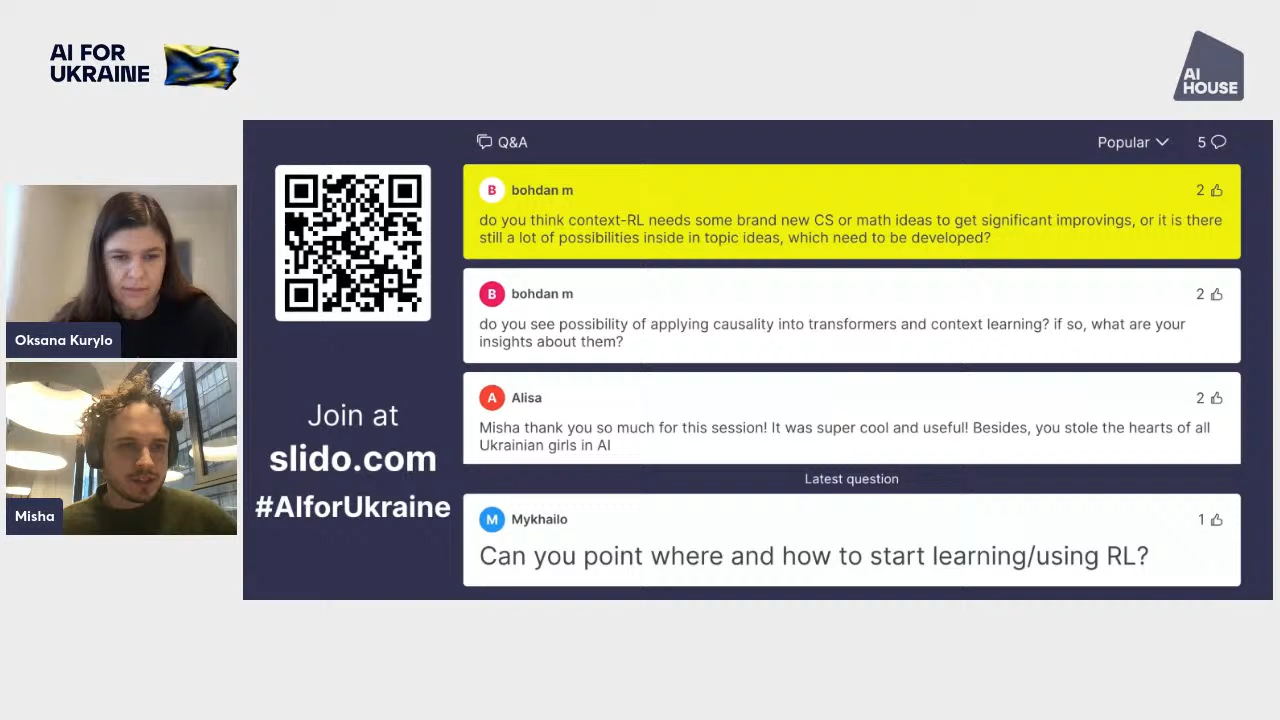 AI FOR
UKRAINE
AI
HOUSE
Q&A
Popular
5
B
bohdan m
2
do you think context-RL needs some brand new CS or math ideas to get significant improvings, or it is there
still a lot of possibilities inside in topic ideas, which need to be developed?
B
bohdan m
2
do you see possibility of applying causality into transformers and context learning? if so, what are your
insights about them?
A
Alisa
2
Misha thank you so much for this session! It was super cool and useful! Besides, you stole the hearts of all
Ukrainian girls in AI
Latest question
M
Mykhailo
1
Can you point where and how to start learning/using RL?
Join at
slido.com
#AIforUkraine
Oksana Kurylo
Misha